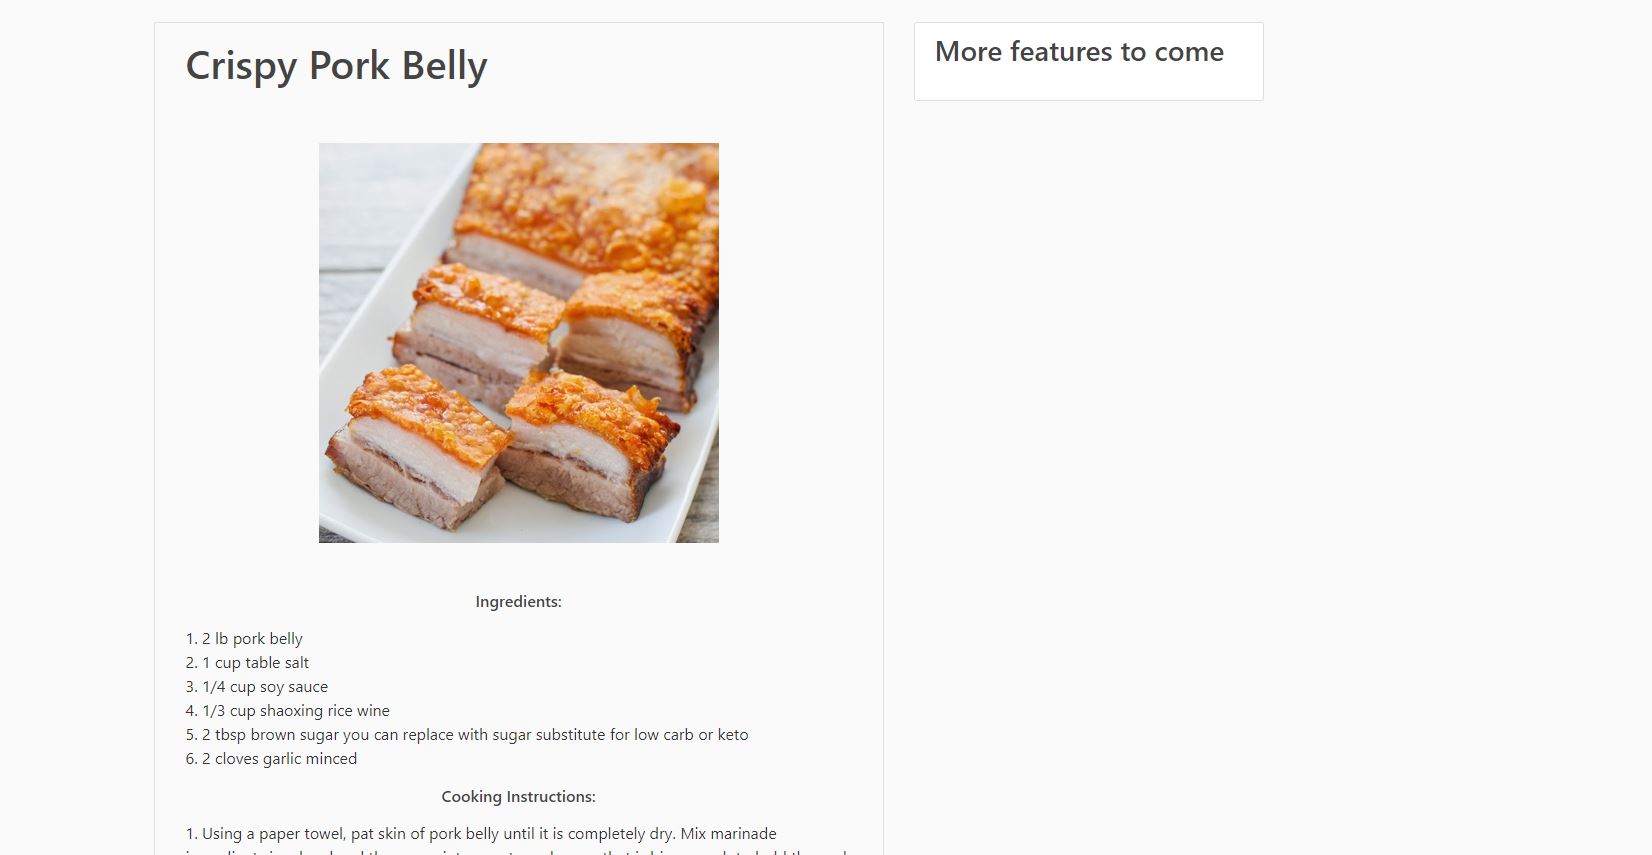 Crispy Pork Belly
More features to come
Ingredients:
1. 2 lb pork belly
2. 1 cup table salt
3. 1/4 cup soy sauce
4. 1/3 cup shaoxing rice wine
5. 2 tbsp brown sugar you can replace with sugar substitute for low carb or keto
6. 2 cloves garlic minced
Cooking Instructions:
1. Using a paper towel, pat skin of pork belly until it is completely dry. Mix marinade